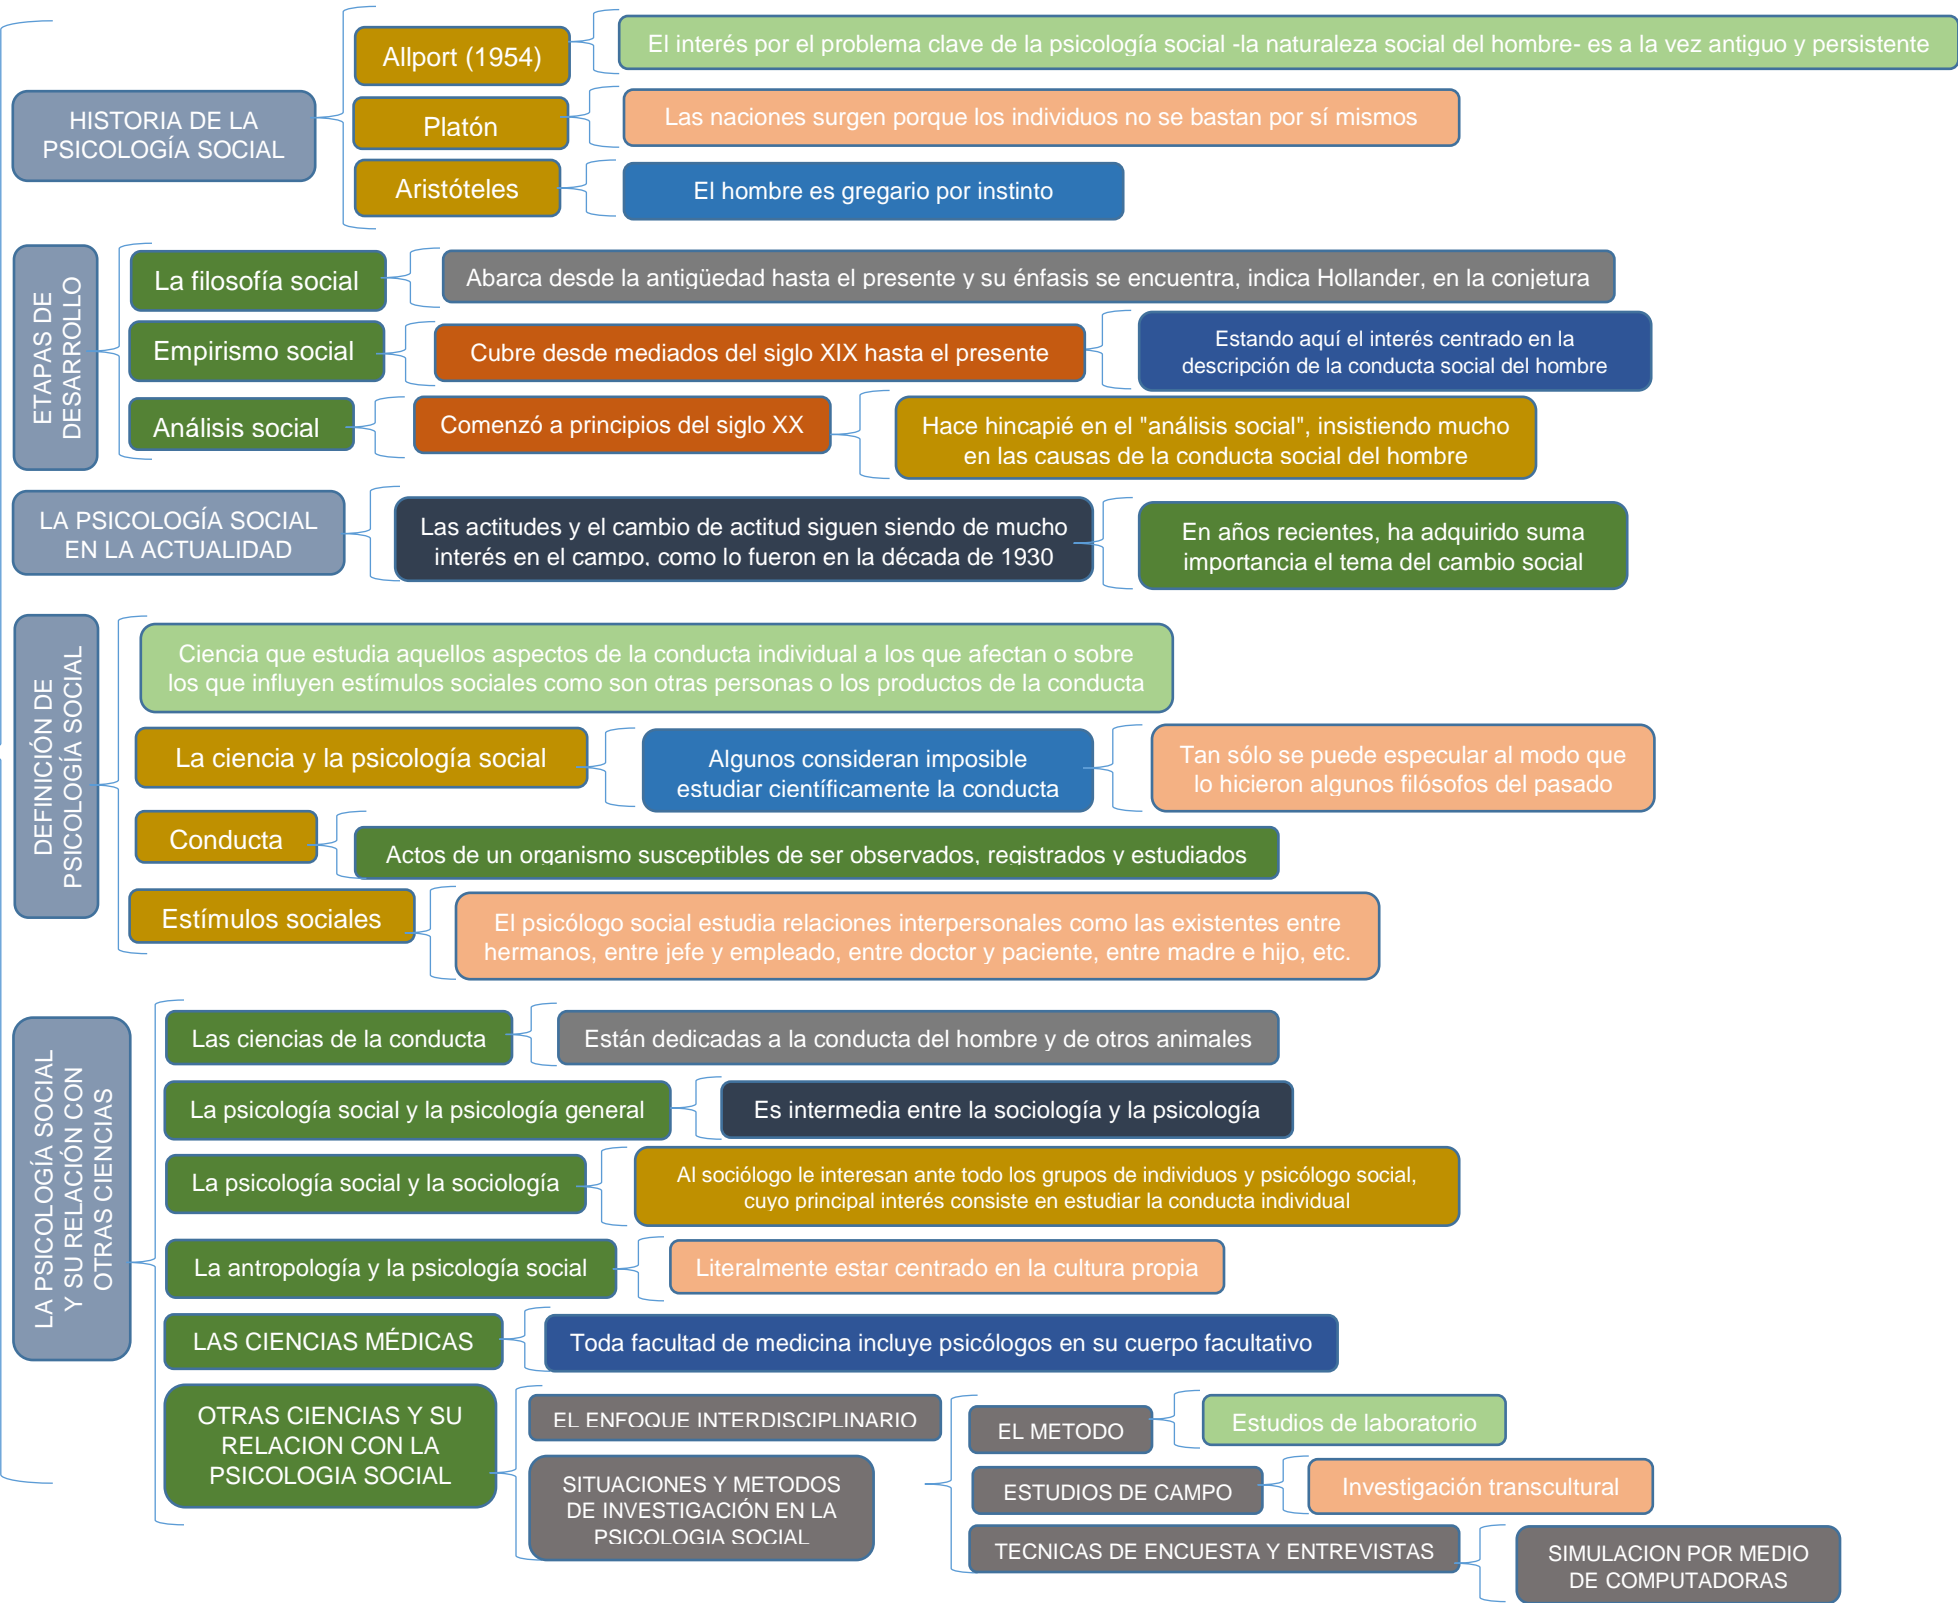 HISTORIA DE LA
PSICOLOGÍA SOCIAL
Allport (1954)
El interés por el problema clave de la psicología social -la naturaleza social del hombre- es a la vez antiguo y persistente
Platón
Las naciones surgen porque los individuos no se bastan por sí mismos
Aristóteles
El hombre es gregario por instinto
ETAPAS DE
DESARROLLO
La filosofía social
Abarca desde la antigüedad hasta el presente y su énfasis se encuentra, indica Hollander, en la conjetura
Empirismo social
Cubre desde mediados del siglo XIX hasta el presente
Estando aquí el interés centrado en la
descripción de la conducta social del hombre
Análisis social
Comenzó a principios del siglo XX
Hace hincapié en el "análisis social", insistiendo mucho
en las causas de la conducta social del hombre
LA PSICOLOGÍA SOCIAL
EN LA ACTUALIDAD
Las actitudes y el cambio de actitud siguen siendo de mucho
interés en el campo, como lo fueron en la década de 1930
En años recientes, ha adquirido suma
importancia el tema del cambio social
DEFINICIÓN DE
PSICOLOGÍA SOCIAL
Ciencia que estudia aquellos aspectos de la conducta individual a los que afectan o sobre
los que influyen estímulos sociales como son otras personas o los productos de la conducta
La ciencia y la psicología social
Algunos consideran imposible
estudiar científicamente la conducta
Tan sólo se puede especular al modo que
lo hicieron algunos filósofos del pasado
Conducta
Actos de un organismo susceptibles de ser observados, registrados y estudiados
Estímulos sociales
El psicólogo social estudia relaciones interpersonales como las existentes entre
hermanos, entre jefe y empleado, entre doctor y paciente, entre madre e hijo, etc.
LA PSICOLOGÍA SOCIAL
Y SU RELACIÓN CON
OTRAS CIENCIAS
Las ciencias de la conducta
Están dedicadas a la conducta del hombre y de otros animales
La psicología social y la psicología general
Es intermedia entre la sociología y la psicología
La psicología social y la sociología
Al sociólogo le interesan ante todo los grupos de individuos y psicólogo social,
cuyo principal interés consiste en estudiar la conducta individual
La antropología y la psicología social
Literalmente estar centrado en la cultura propia
LAS CIENCIAS MÉDICAS
Toda facultad de medicina incluye psicólogos en su cuerpo facultativo
OTRAS CIENCIAS Y SU
RELACION CON LA
PSICOLOGIA SOCIAL
EL ENFOQUE INTERDISCIPLINARIO
SITUACIONES Y METODOS
DE INVESTIGACIÓN EN LA
PSICOLOGIA SOCIAL
EL METODO
Estudios de laboratorio
ESTUDIOS DE CAMPO
Investigación transcultural
TECNICAS DE ENCUESTA Y ENTREVISTAS
SIMULACION POR MEDIO
DE COMPUTADORAS